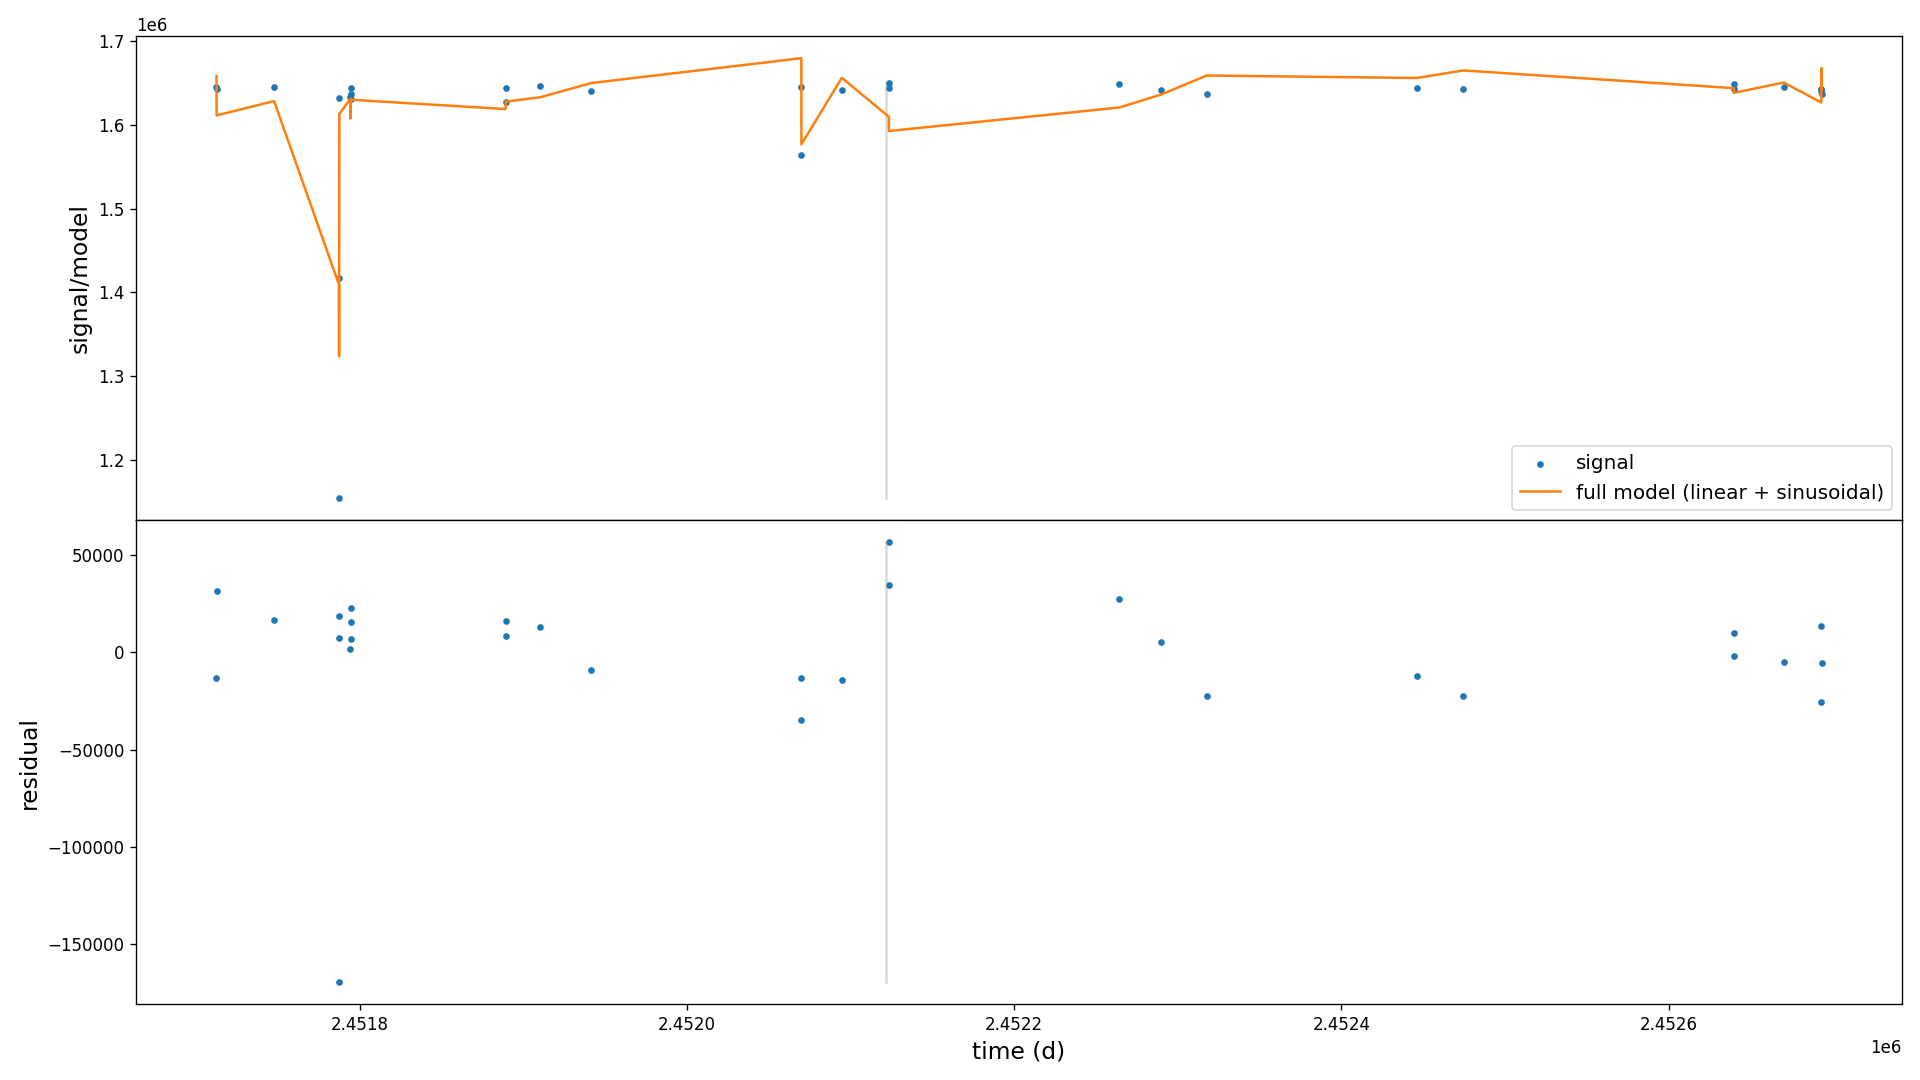 1e6
1.7
1.6
1.5
1.4
1.3
1.2
signal/model
signal
full model (linear + sinusoidal)
50000
0
−50000
−100000
−150000
residual
2.4518
2.4520
2.4522
2.4524
2.4526
time (d)
1e6